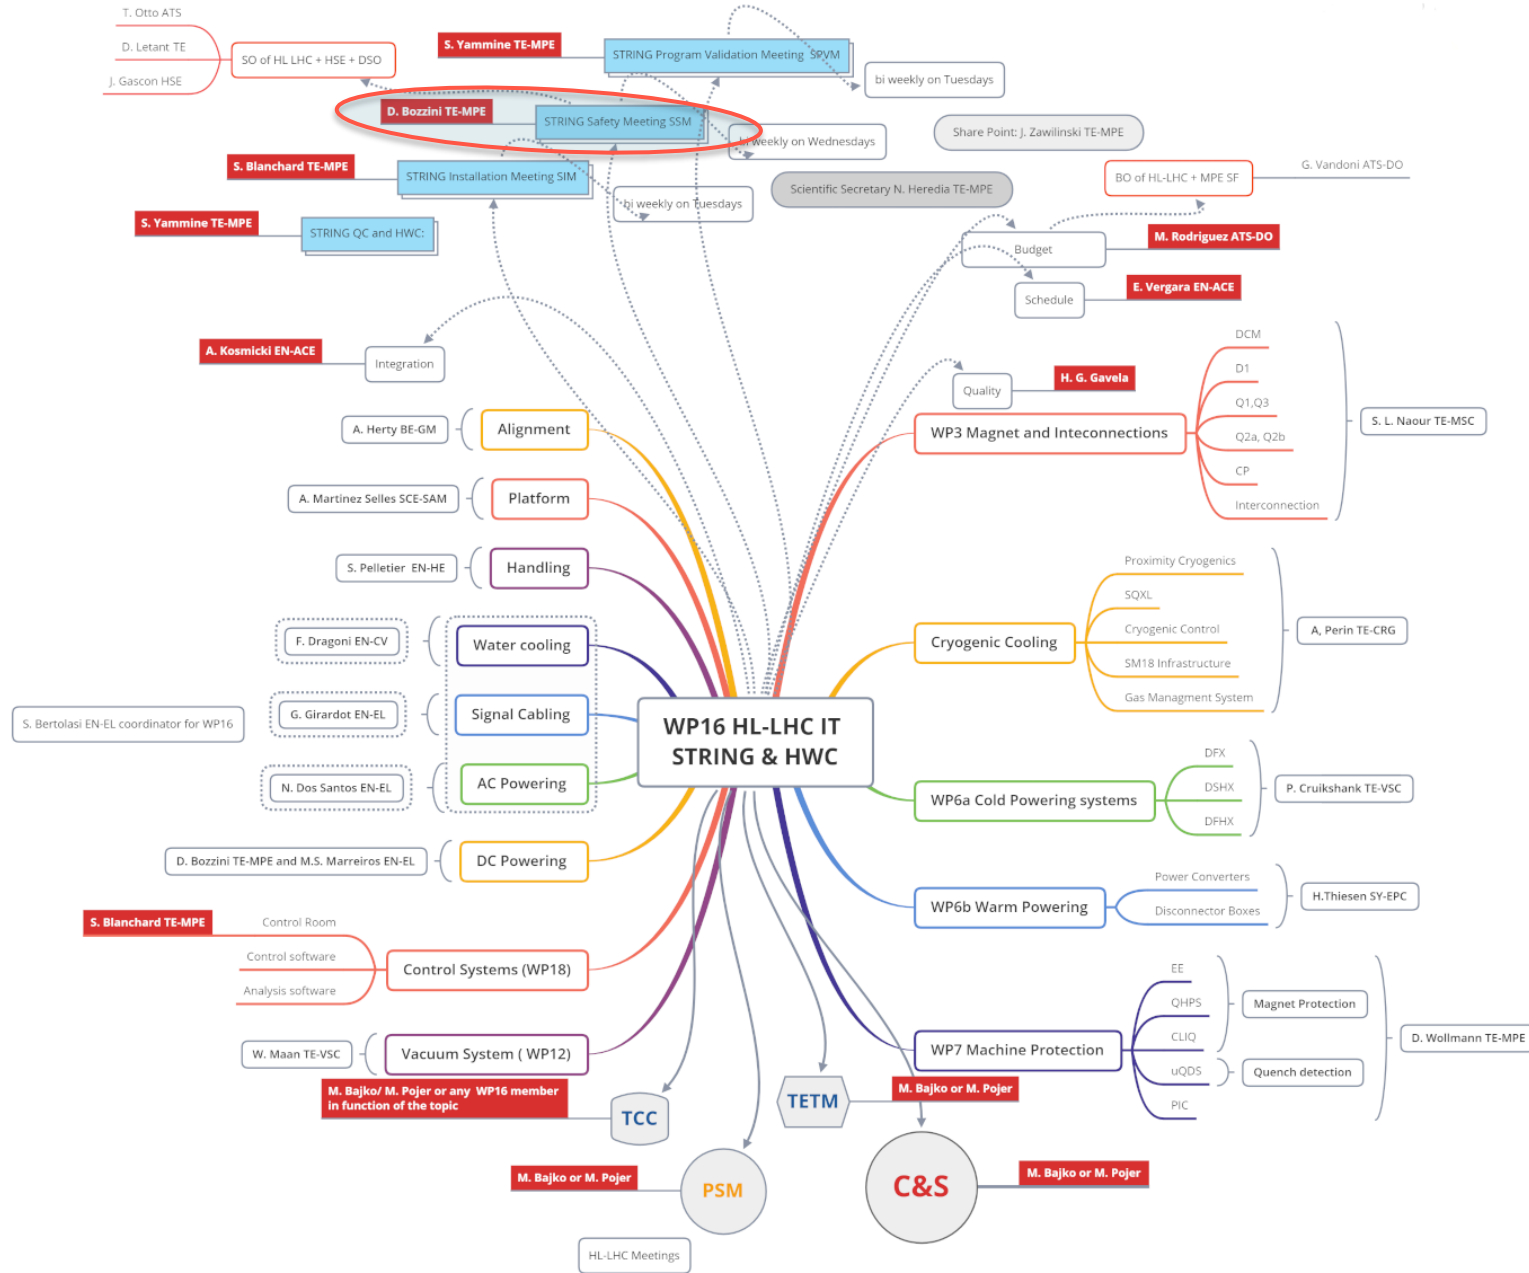 T. Otto ATS
D. Letant TE
J. Gascon HSE
SO of HL LHC + HSE + DSO
S. Yammine TE-MPE
STRING Program Validation Meeting SPVM
bi weekly on Tuesdays
D. Bozzini TE-MPE
STRING Safety Meeting SSM
bi weekly on Wednesdays
Share Point: J. Zawilinski TE-MPE
S. Blanchard TE-MPE
STRING Installation Meeting SIM
bi weekly on Tuesdays
Scientific Secretary N. Heredia TE-MPE
BO of HL-LHC + MPE SF
G. Vandoni ATS-DO
S. Yammine TE-MPE
STRING QC and HWC:
Budget
M. Rodriguez ATS-DO
Schedule
E. Vergara EN-ACE
A. Kosmicki EN-ACE
Integration
Quality
H. G. Gavela
A. Herty BE-GM
Alignment
WP3 Magnet and Inteconnections
DCM
D1
Q1,Q3
Q2a, Q2b
CP
Interconnection
S. L. Naour TE-MSC
A. Martinez Selles SCE-SAM
Platform
S. Pelletier EN-HE
Handling
F. Dragoni EN-CV
Water cooling
Cryogenic Cooling
Proximity Cryogenics
SQXL
Cryogenic Control
SM18 Infrastructure
Gas Managment System
A, Perin TE-CRG
S. Bertolasi EN-EL coordinator for WP16
G. Girardot EN-EL
Signal Cabling
WP16 HL-LHC IT
STRING & HWC
N. Dos Santos EN-EL
AC Powering
WP6a Cold Powering systems
DFX
DSHX
DFHX
P. Cruikshank TE-VSC
D. Bozzini TE-MPE and M.S. Marreiros EN-EL
DC Powering
WP6b Warm Powering
Power Converters
Disconnector Boxes
H.Thiesen SY-EPC
S. Blanchard TE-MPE
Control Room
Control software
Analysis software
Control Systems (WP18)
W. Maan TE-VSC
Vacuum System ( WP12)
WP7 Machine Protection
EE
QHPS
CLIQ
uQDS
PIC
Magnet Protection
Quench detection
D. Wollmann TE-MPE
M. Bajko/ M. Pojer or any WP16 member
in function of the topic
TCC
TETM
M. Bajko or M. Pojer
M. Bajko or M. Pojer
PSM
C&S
M. Bajko or M. Pojer
HL-LHC Meetings